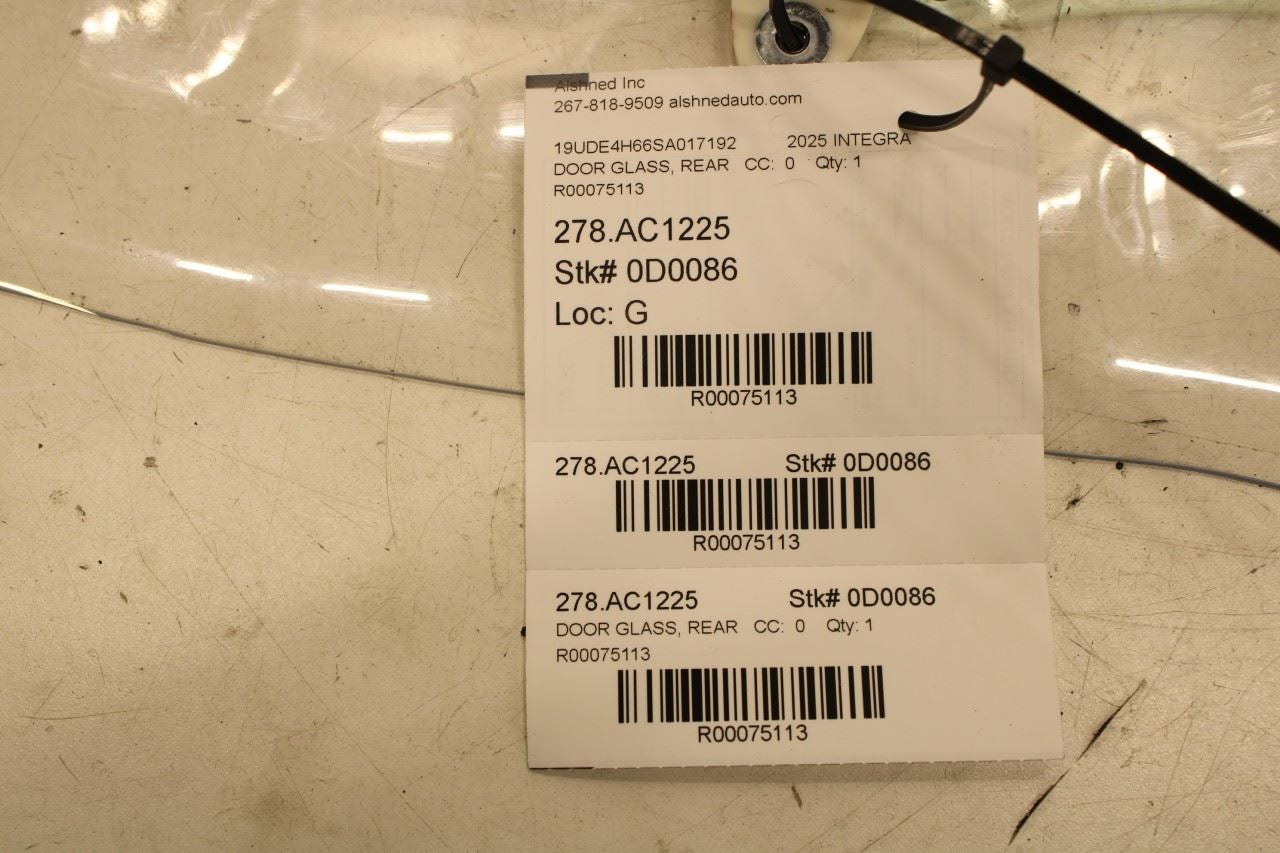 Alshned Inc
267-818-9509 alshnedauto.com
19UDE4H66SA017192 2025 INTEGRA
DOOR GLASS, REAR CC: 0 Qty: 1
R00075113
278.AC1225
Stk# 0D0086
Loc: G
R00075113
278.AC1225 Stk# 0D0086
R00075113
278.AC1225 Stk# 0D0086
DOOR GLASS, REAR CC: 0 Qty: 1
R00075113
R00075113